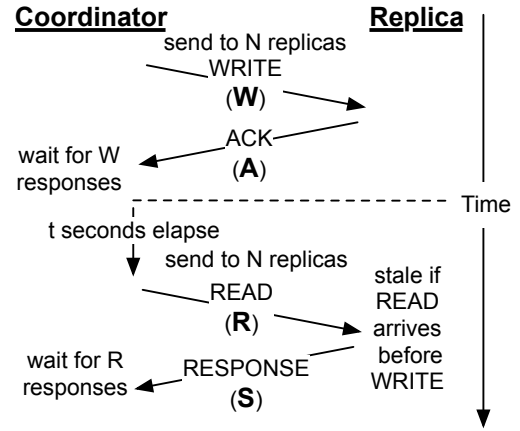 Coordinator
Replica
send to N replicas
WRITE
(W)
ACK
(A)
wait for W
responses
Time
t seconds elapse
send to N replicas
READ
(R)
stale if
READ
arrives
before
WRITE
wait for R
responses
RESPONSE
(S)